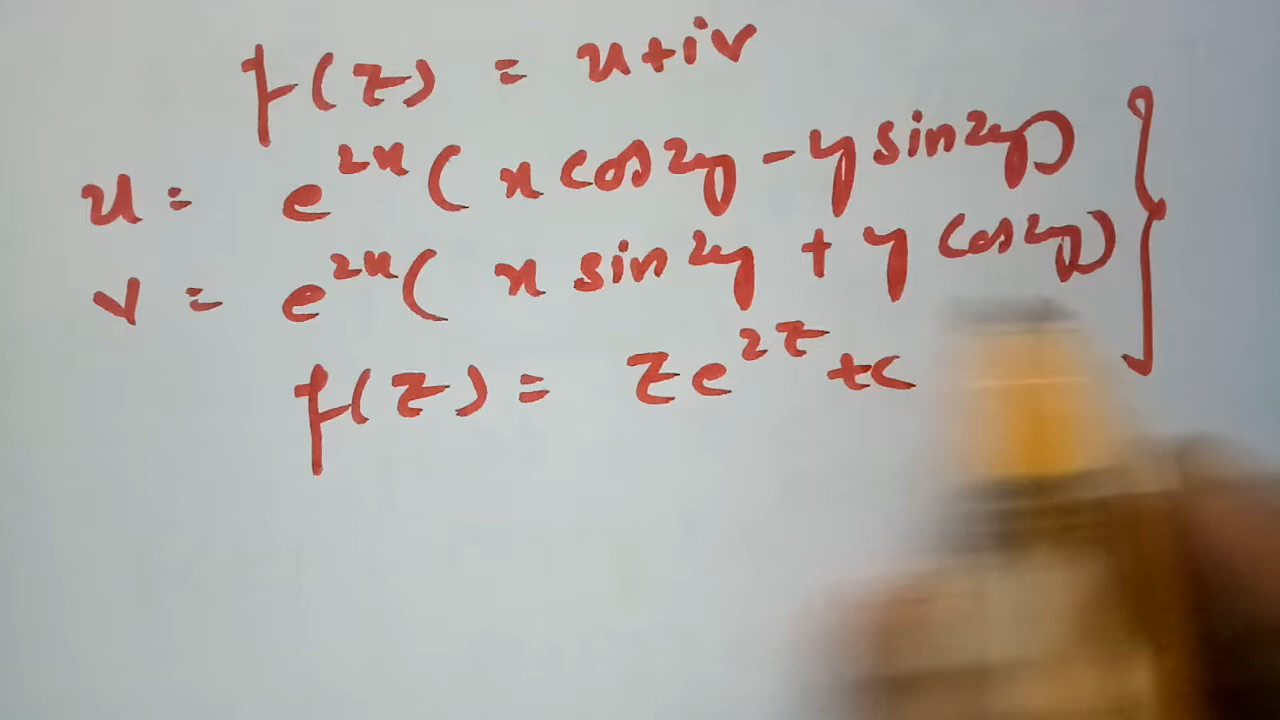 f(z) = u+iv
u = e^{2x}(x cos2y - y sin2y)
v = e^{2x}(x sin2y + y cos2y)
f(z) = ze^{2z}+c